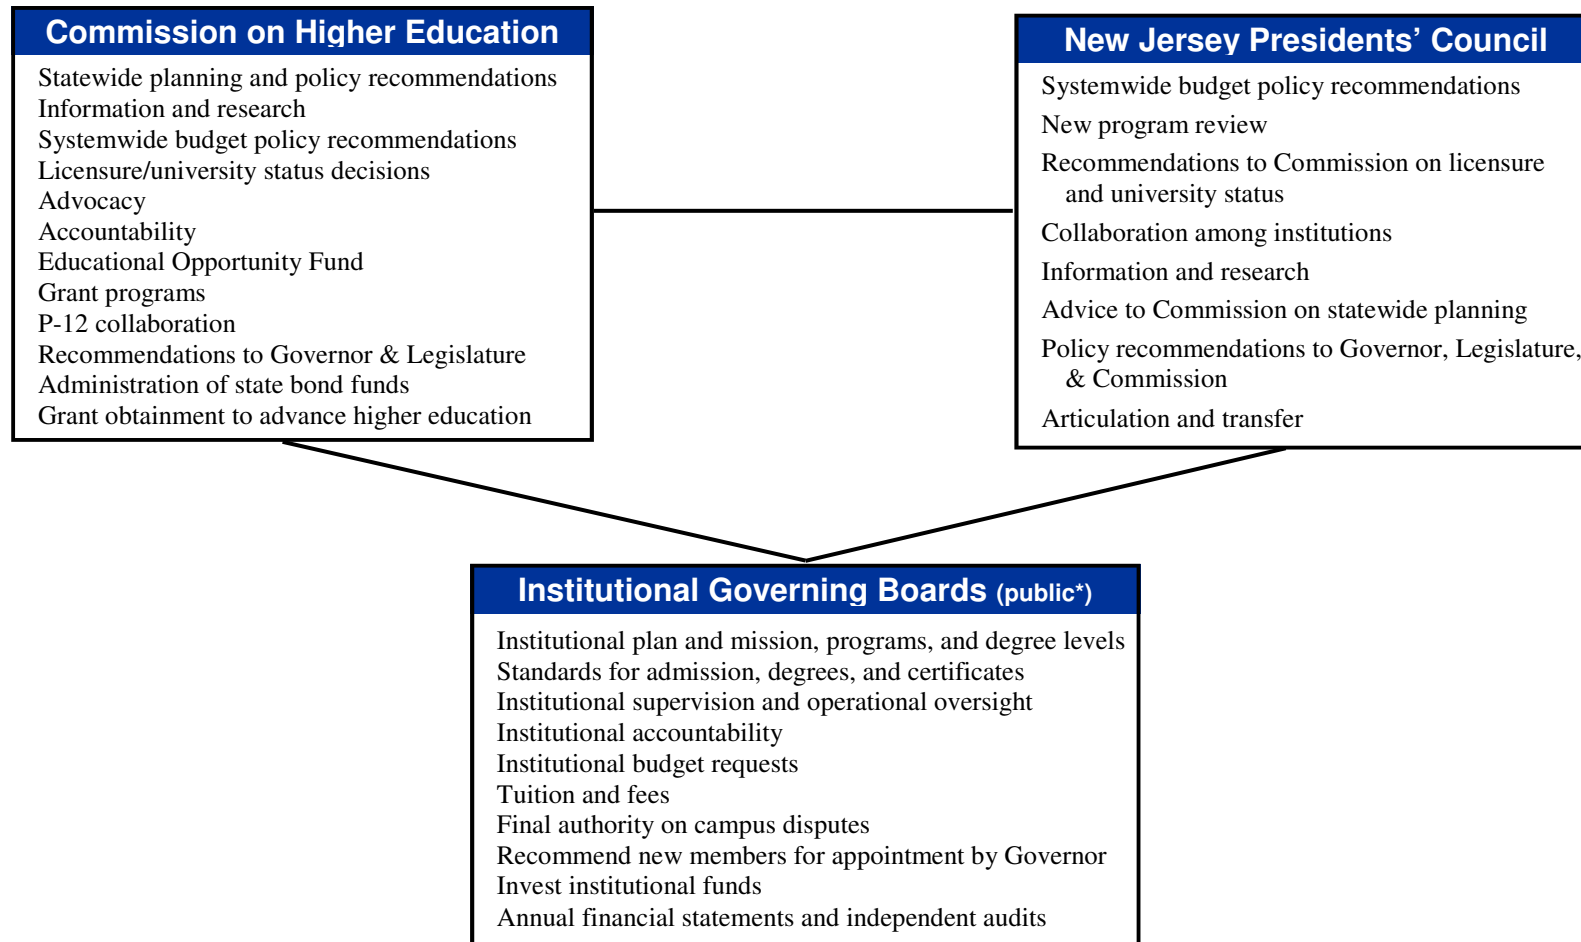 Commission on Higher Education
Statewide planning and policy recommendations
Information and research
Systemwide budget policy recommendations
Licensure/university status decisions
Advocacy
Accountability
Educational Opportunity Fund
Grant programs
P-12 collaboration
Recommendations to Governor & Legislature
Administration of state bond funds
Grant obtainment to advance higher education
New Jersey Presidents’ Council
Systemwide budget policy recommendations
New program review
Recommendations to Commission on licensure
and university status
Collaboration among institutions
Information and research
Advice to Commission on statewide planning
Policy recommendations to Governor, Legislature,
& Commission
Articulation and transfer
Institutional Governing Boards (public*)
Institutional plan and mission, programs, and degree levels
Standards for admission, degrees, and certificates
Institutional supervision and operational oversight
Institutional accountability
Institutional budget requests
Tuition and fees
Final authority on campus disputes
Recommend new members for appointment by Governor
Invest institutional funds
Annual financial statements and independent audits